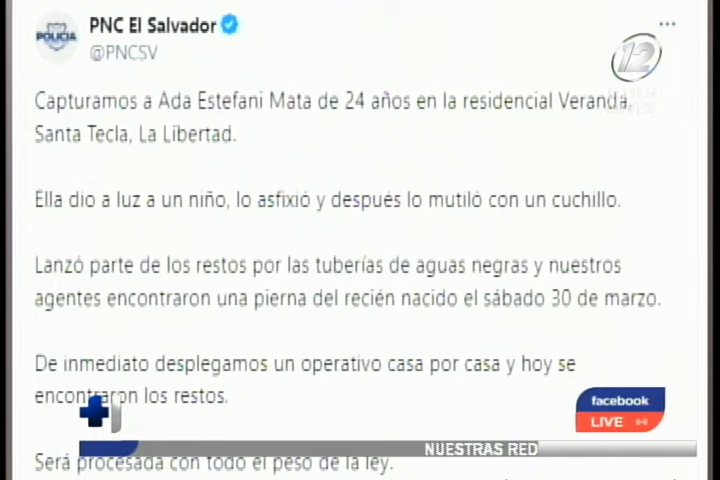 POLICIA
PNC El Salvador
@PNCSV
12
Capturamos a Ada Estefani Mata de 24 años en la residencial Veranda,
Santa Tecla, La Libertad.
Ella dio a luz a un niño, lo asfixió y después lo mutiló con un cuchillo.
Lanzó parte de los restos por las tuberías de aguas negras y nuestros
agentes encontraron una pierna del recién nacido el sábado 30 de marzo.
De inmediato desplegamos un operativo casa por casa y hoy se
encontraron los restos.
facebook
LIVE
NUESTRAS RED
Será procesada con todo el peso de la ley.